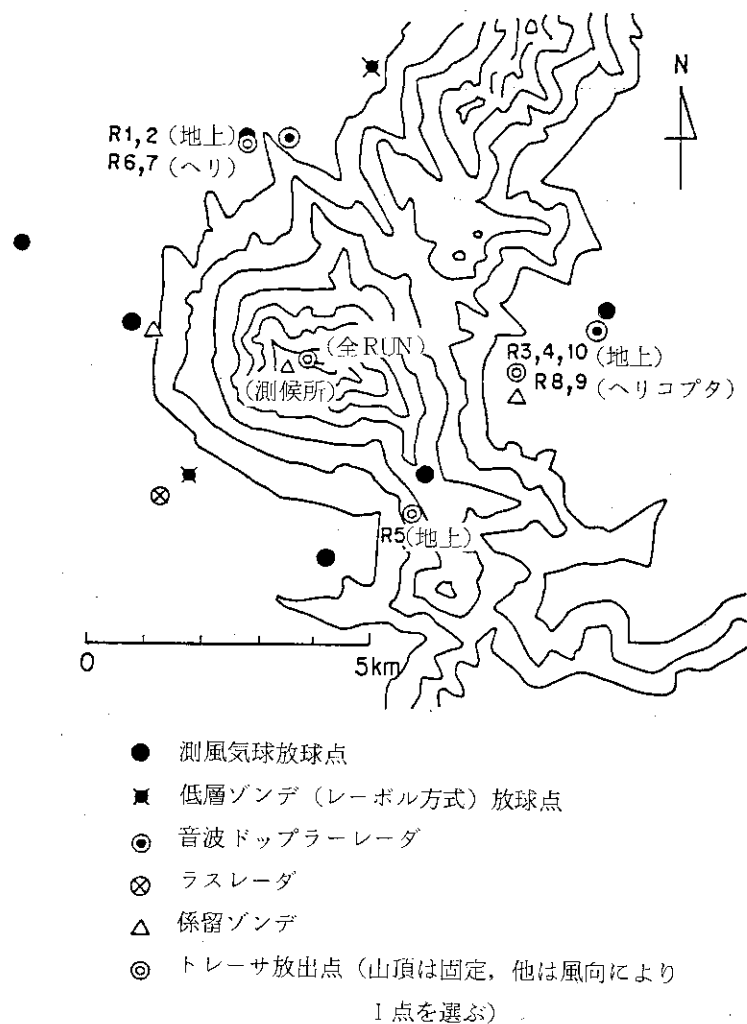 N
R1,2(地上)
R6,7(ヘリ)
(全RUN)
(測候所)
R3,4,10(地上)
R8,9(ヘリコプタ)
R5(地上)
0
5km
測風気球放球点
低層ゾンデ(レーボル方式)放球点
音波ドップラーレーダ
ラスレーダ
係留ゾンデ
トレーサ放出点(山頂は固定,他は風向により
1点を選ぶ)